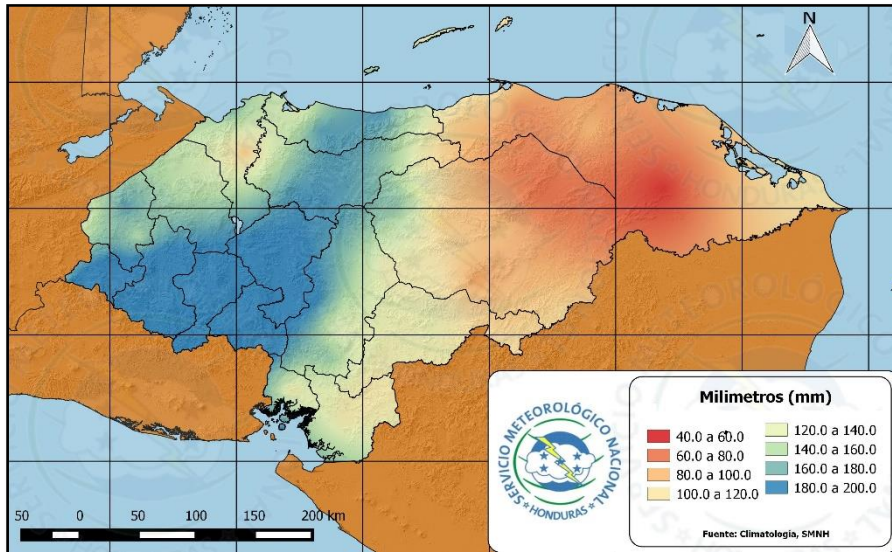 N
SERVICIO METEOROLÓGICO NACIONAL
HONDURAS
Milimetros (mm)
40.0 a 60.0
60.0 a 80.0
80.0 a 100.0
100.0 a 120.0
120.0 a 140.0
140.0 a 160.0
160.0 a 180.0
180.0 a 200.0
Fuente: Climatologia, SMNH
50 0 50 100 150 200 km